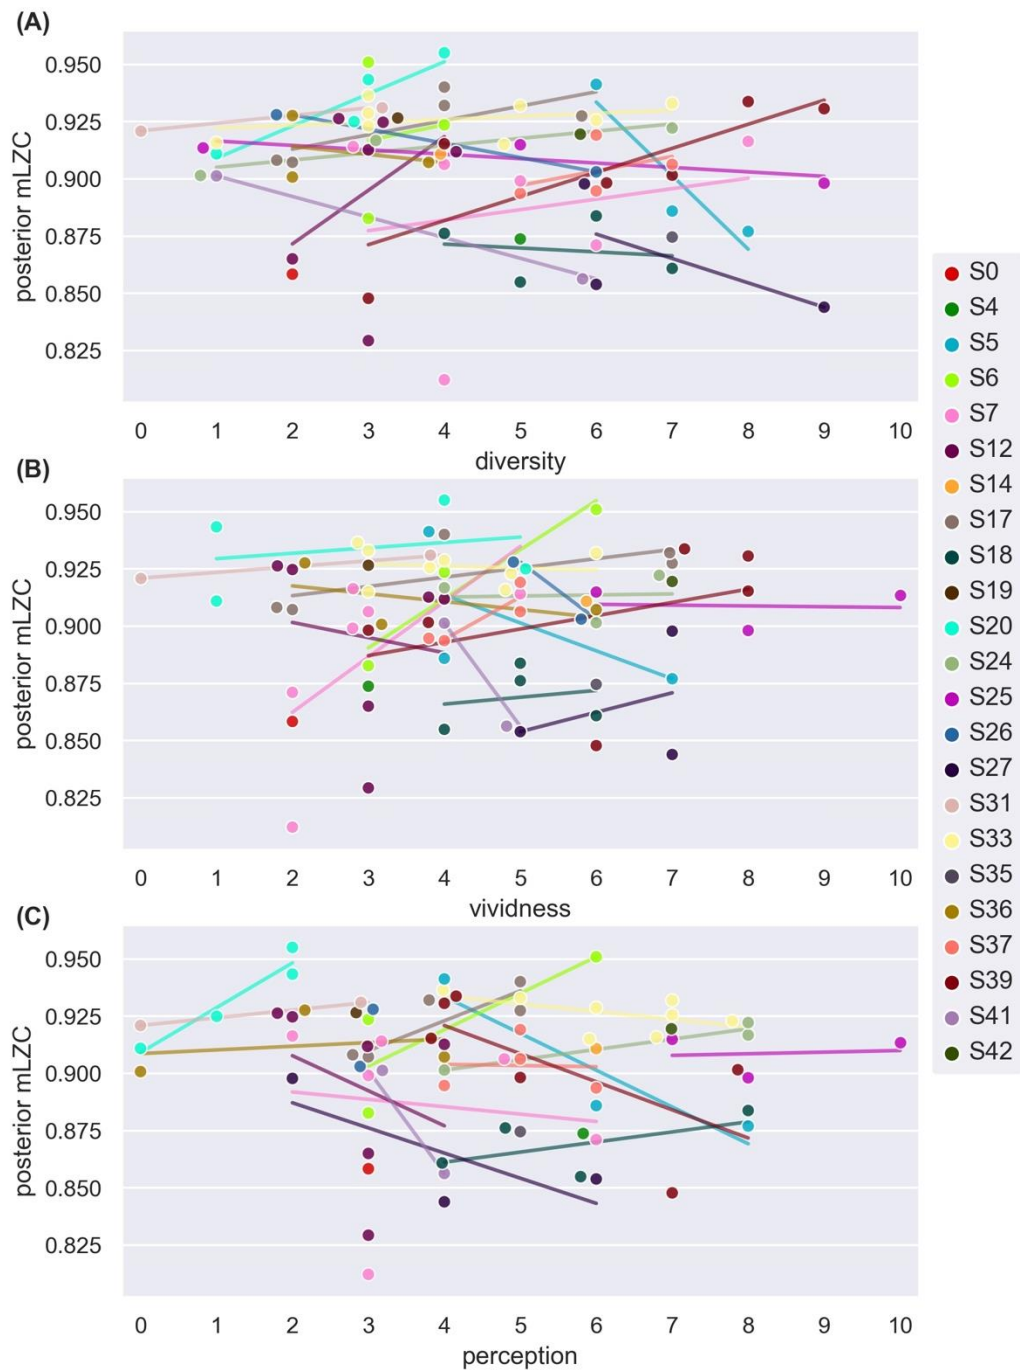 (A)
posterior mLZC
0.950
0.925
0.900
0.875
0.850
0.825
0 1 2 3 4 5 6 7 8 9 10
diversity
(B)
posterior mLZC
0.950
0.925
0.900
0.875
0.850
0.825
0 1 2 3 4 5 6 7 8 9 10
vividness
(C)
posterior mLZC
0.950
0.925
0.900
0.875
0.850
0.825
0 1 2 3 4 5 6 7 8 9 10
perception
S0
S4
S5
S6
S7
S12
S14
S17
S18
S19
S20
S24
S25
S26
S27
S31
S33
S35
S36
S37
S39
S41
S42